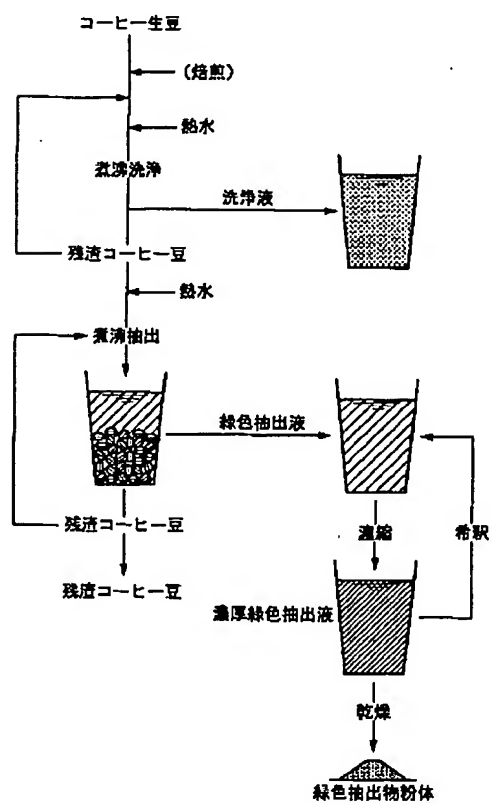 コーヒー生豆
(焙煎)
熱水
煮沸洗浄
洗浄液
残渣コーヒー豆
熱水
煮沸抽出
緑色抽出液
残渣コーヒー豆
濃縮
希釈
残渣コーヒー豆
濃厚緑色抽出液
乾燥
緑色抽出物粉体